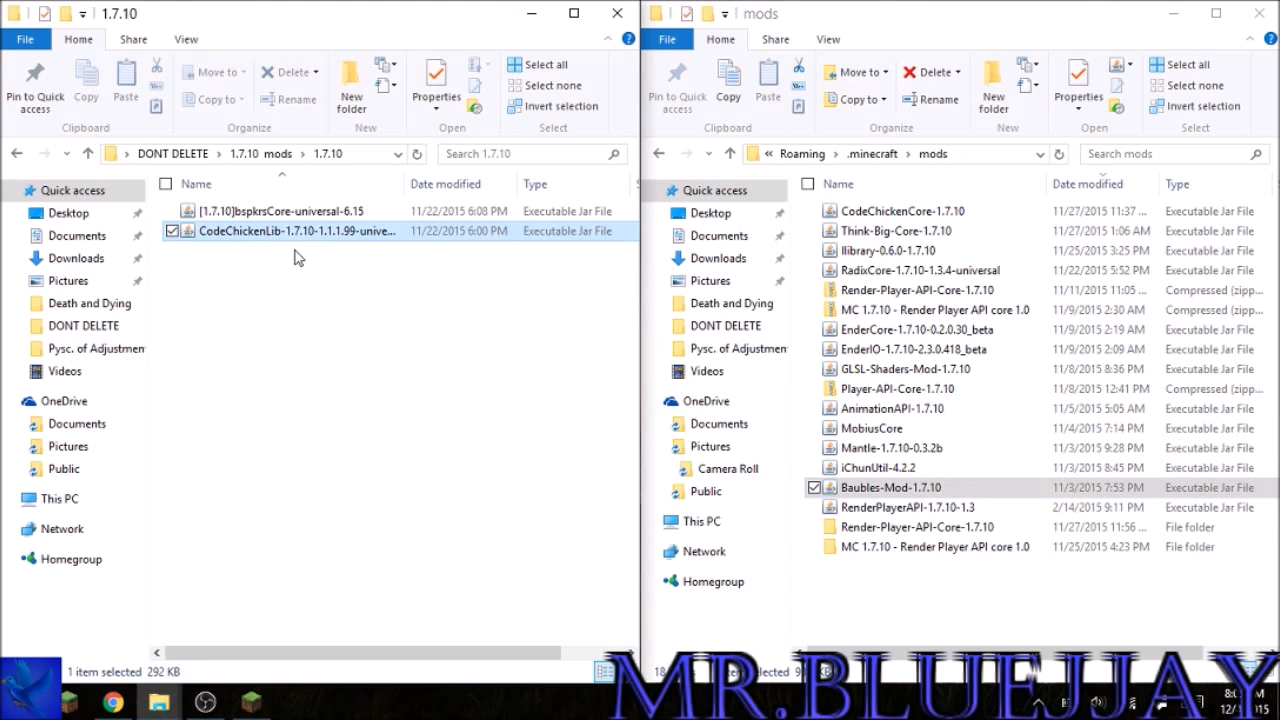 1.7.10
File Home Share View
Pin to Quick access
Copy
Paste
Move to
Copy to
Delete
Rename
New folder
Properties
Select all
Select none
Invert selection
Clipboard Organize New Open Select
DONT DELETE 1.7.10 mods 1.7.10 Search 1.7.10
Name Date modified Type
[1.7.10]bspkrsCore-universal-6.15 11/22/2015 6:08 PM Executable Jar File
CodeChickenLib-1.7.10-1.1.1.99-unive... 11/22/2015 6:00 PM Executable Jar File
Quick access
Desktop
Documents
Downloads
Pictures
Death and Dying
DONT DELETE
Pysc. of Adjustmen
Videos
OneDrive
Documents
Pictures
Public
This PC
Network
Homegroup
1 item selected 292 KB
mods
File Home Share View
Pin to Quick access
Copy
Paste
Move to
Copy to
Delete
Rename
New folder
Properties
Select all
Select none
Invert selection
Clipboard Organize New Open Select
« Roaming .minecraft mods Search mods
Name Date modified Type
CodeChickenCore-1.7.10 11/27/2015 11:37 ... Executable Jar File
Think-Big-Core-1.7.10 11/27/2015 1:06 AM Executable Jar File
llibrary-0.6.0-1.7.10 11/25/2015 3:25 PM Executable Jar File
RadixCore-1.7.10-1.3.4-universal 11/22/2015 5:52 PM Executable Jar File
Render-Player-API-Core-1.7.10 11/11/2015 11:05 ... Compressed (zipp...
MC 1.7.10 - Render Player API core 1.0 11/9/2015 2:30 AM Compressed (zipp...
EnderCore-1.7.10-0.2.0.30_beta 11/9/2015 2:19 AM Executable Jar File
EnderIO-1.7.10-2.3.0.418_beta 11/9/2015 2:09 AM Executable Jar File
GLSL-Shaders-Mod-1.7.10 11/8/2015 8:36 PM Executable Jar File
Player-API-Core-1.7.10 11/8/2015 12:41 PM Compressed (zipp...
AnimationAPI-1.7.10 11/5/2015 5:05 AM Executable Jar File
MobiusCore 11/4/2015 7:14 PM Executable Jar File
Mantle-1.7.10-0.3.2b 11/3/2015 9:28 PM Executable Jar File
iChunUtil-4.2.2 11/3/2015 8:45 PM Executable Jar File
Baubles-Mod-1.7.10 11/3/2015 7:53 PM Executable Jar File
RenderPlayerAPI-1.7.10-1.3 2/14/2015 9:11 PM Executable Jar File
Render-Player-API-Core-1.7.10 11/27/2015 11:56 ... File folder
MC 1.7.10 - Render Player API core 1.0 11/25/2015 4:23 PM File folder
Quick access
Desktop
Documents
Downloads
Pictures
Death and Dying
DONT DELETE
Pysc. of Adjustmen
Videos
OneDrive
Documents
Pictures
Camera Roll
Public
This PC
Network
Homegroup
MR.BLUEJJAY